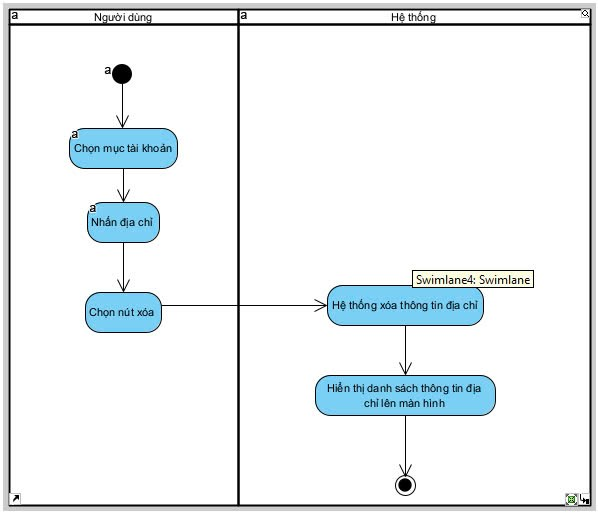 a Người dùng a Hệ thống
a
a
Chọn mục tài khoản
a
Nhấn địa chỉ
Swimlane4: Swimlane
Chọn nút xóa
Hệ thống xóa thông tin địa chỉ
Hiển thị danh sách thông tin địa
chỉ lên màn hình